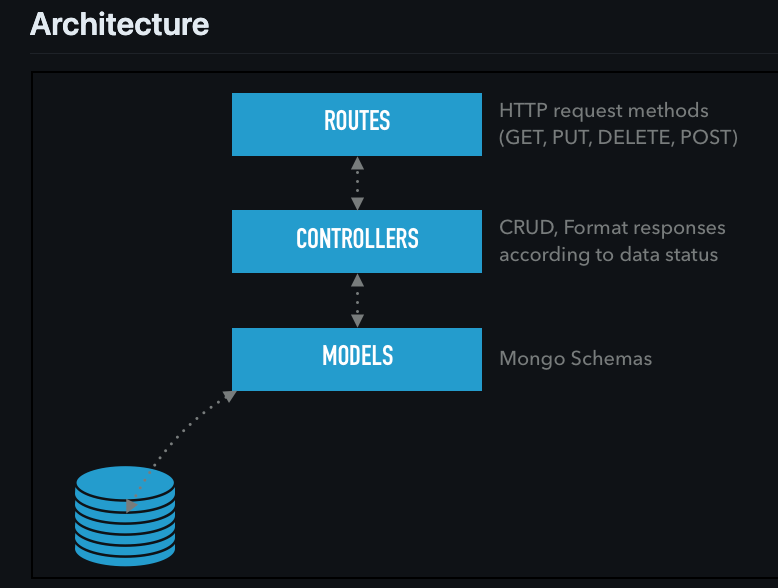 Architecture
ROUTES
HTTP request methods
(GET, PUT, DELETE, POST)
CONTROLLERS
CRUD, Format responses
according to data status
MODELS
Mongo Schemas